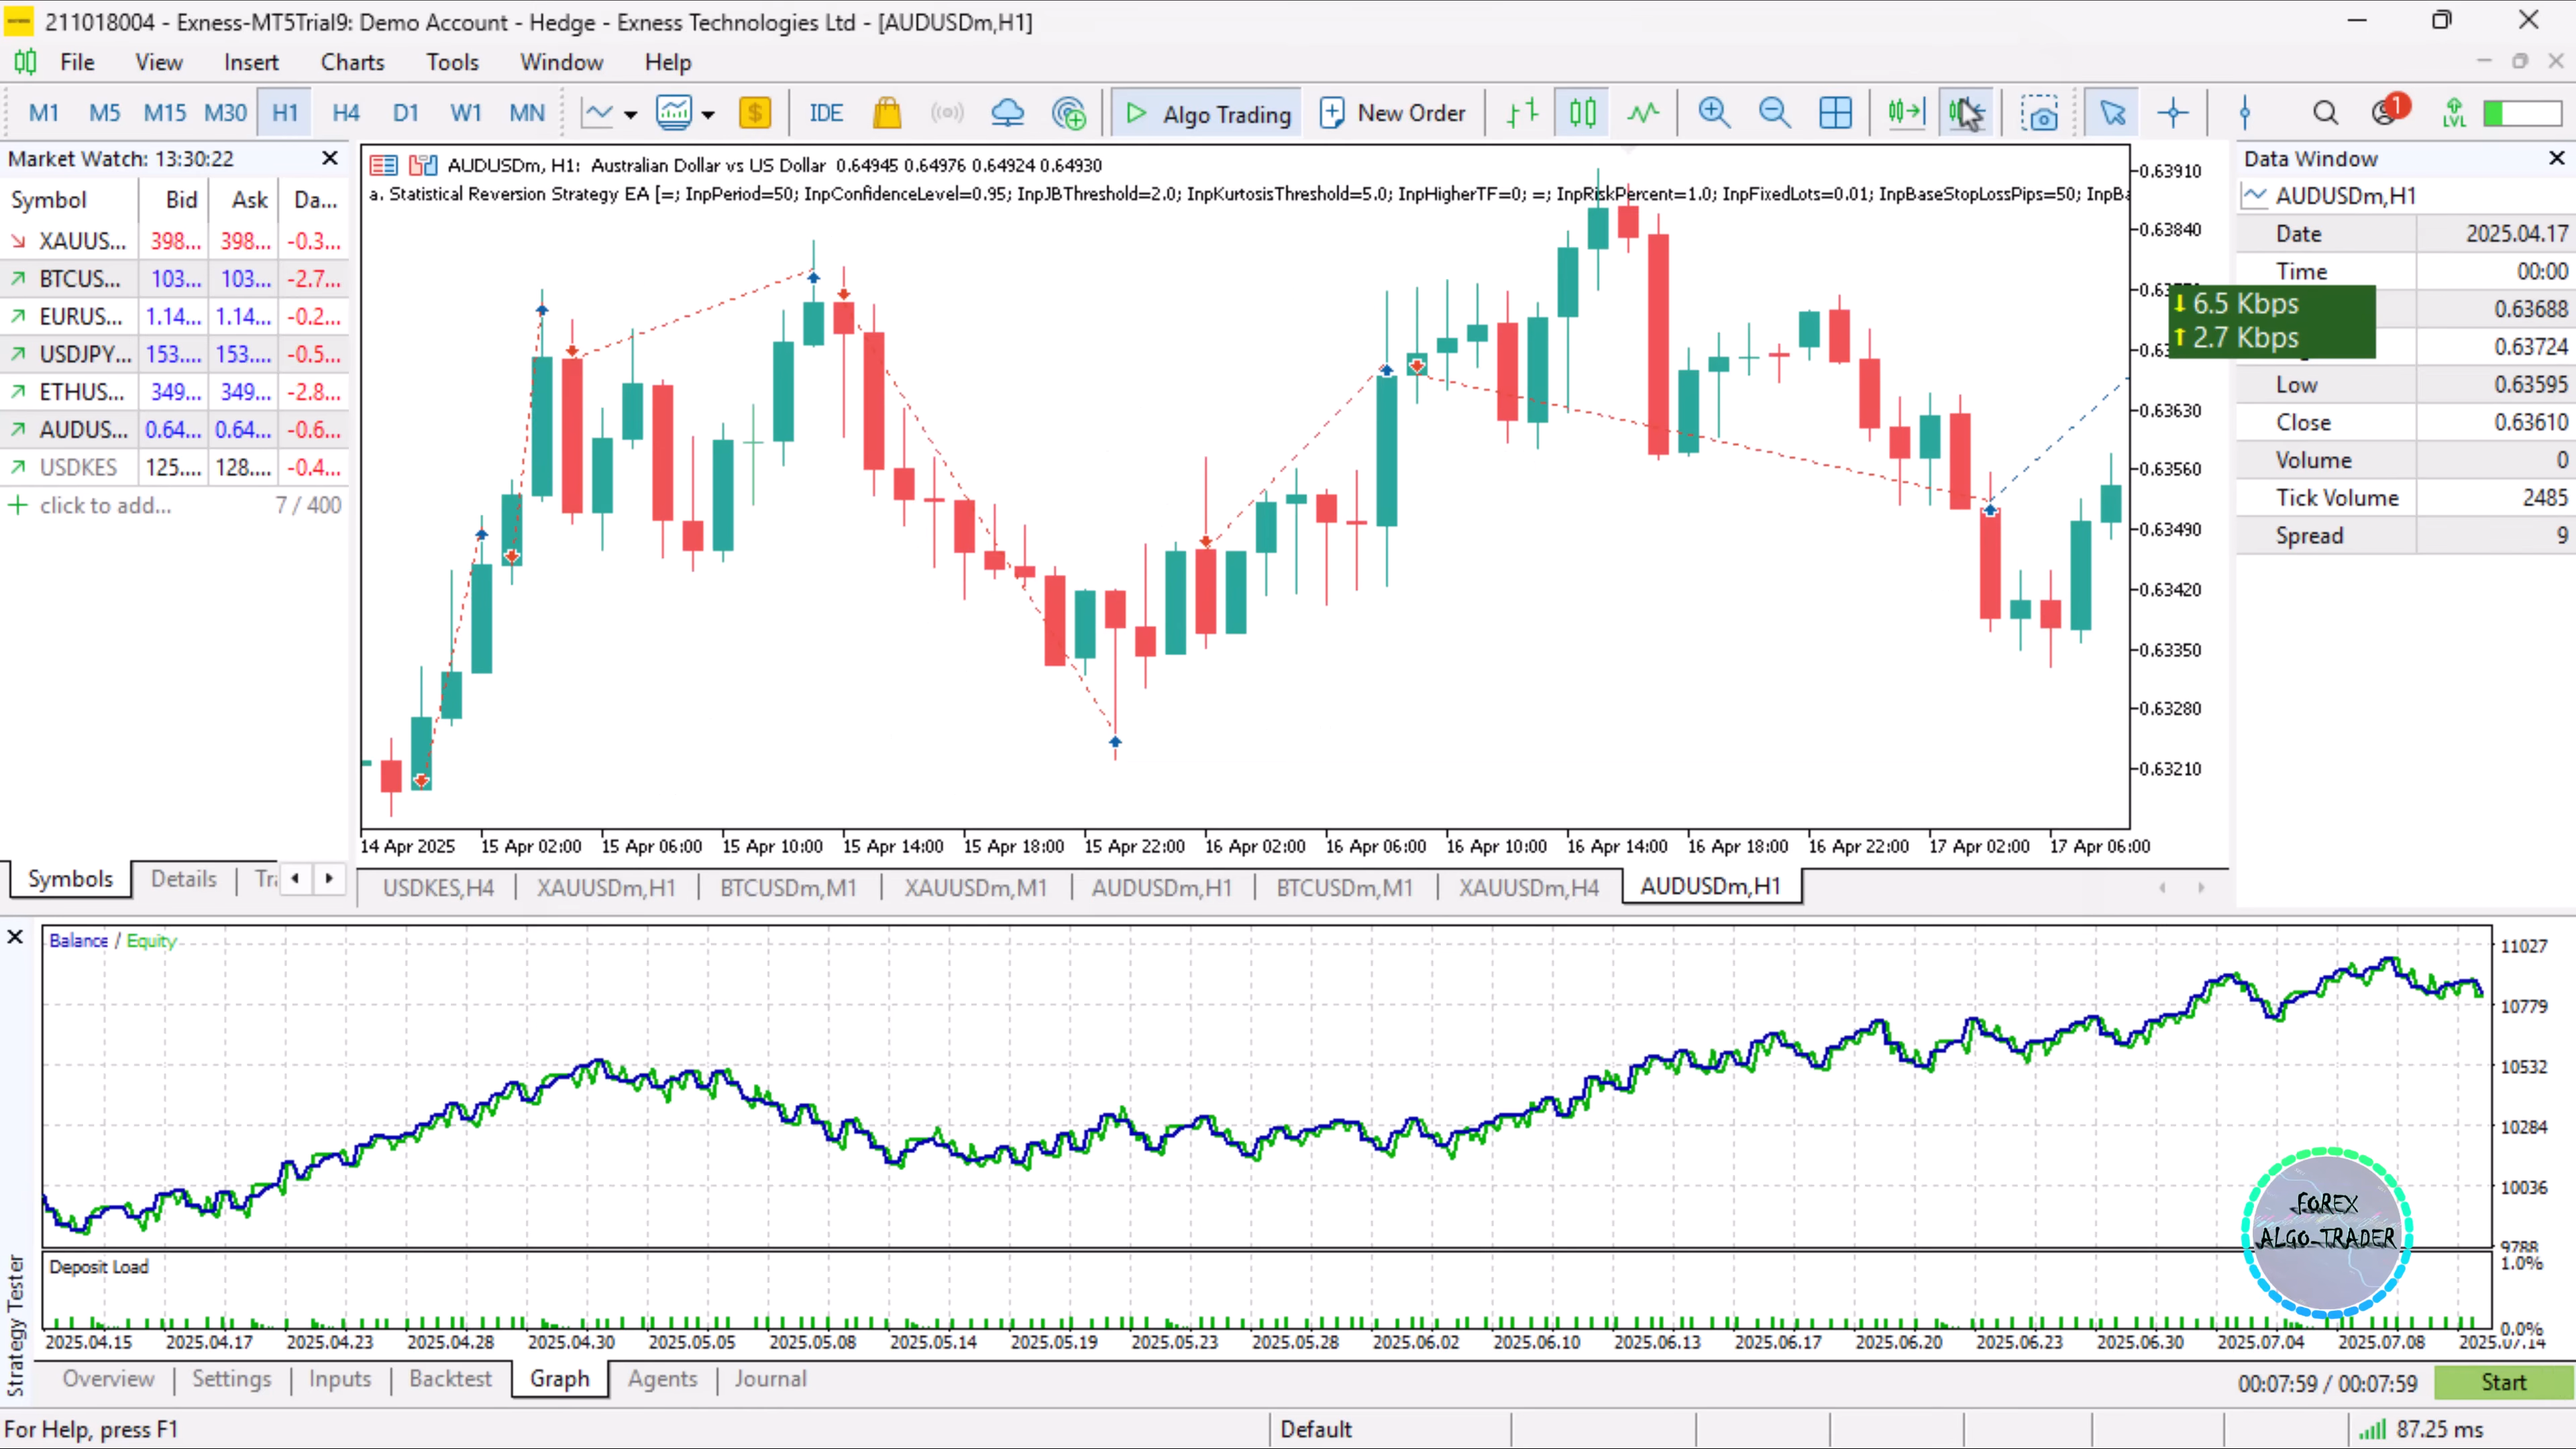 211018004 - Exness-MT5Trial9: Demo Account - Hedge - Exness Technologies Ltd - [AUDUSDm,H1]
File View Insert Charts Tools Window Help
M1 M5 M15 M30 H1 H4 D1 W1 MN IDE Algo Trading New Order 1 LVL
Market Watch: 13:30:22
Symbol Bid Ask Da...
XAUUS... 398... 398... -0.3...
BTCUS... 103... 103... -2.7...
EURUS... 1.14... 1.14... -0.2...
USDJPY... 153.... 153.... -0.5...
ETHUS... 349... 349... -2.8...
AUDUS... 0.64... 0.64... -0.6...
USDKES 125.... 128.... -0.4...
click to add... 7 / 400
Symbols Details
AUDUSDm, H1: Australian Dollar vs US Dollar 0.64945 0.64976 0.64924 0.64930
a. Statistical Reversion Strategy EA [=; InpPeriod=50; InpConfidenceLevel=0.95; InpJBThreshold=2.0; InpKurtosisThreshold=5.0; InpHigherTF=0; =; InpRiskPercent=1.0; InpFixedLots=0.01; InpBaseStopLossPips=50;
0.63910
0.63840
0.63630
0.63560
0.63490
0.63420
0.63350
0.63280
0.63210
14 Apr 2025 15 Apr 02:00 15 Apr 06:00 15 Apr 10:00 15 Apr 14:00 15 Apr 18:00 15 Apr 22:00 16 Apr 02:00 16 Apr 06:00 16 Apr 10:00 16 Apr 14:00 16 Apr 18:00 16 Apr 22:00 17 Apr 02:00 17 Apr 06:00
USDKES,H4 XAUUSDm,H1 BTCUSDm,M1 XAUUSDm,M1 AUDUSDm,H1 BTCUSDm,M1 XAUUSDm,H4 AUDUSDm,H1
Data Window
AUDUSDm,H1
Date 2025.04.17
Time 00:00
0.63688
0.63724
Low 0.63595
Close 0.63610
Volume 0
Tick Volume 2485
Spread 9
6.5 Kbps
2.7 Kbps
Balance / Equity
11027
10779
10532
10284
10036
9788
Deposit Load
1.0%
0.0%
2025.04.15 2025.04.17 2025.04.23 2025.04.28 2025.04.30 2025.05.05 2025.05.08 2025.05.14 2025.05.19 2025.05.23 2025.05.28 2025.06.02 2025.06.10 2025.06.13 2025.06.17 2025.06.20 2025.06.23 2025.06.30 2025.07.04 2025.07.08 2025.07.14
FOREX
ALGO-TRADER
Strategy Tester
Overview Settings Inputs Backtest Graph Agents Journal
00:07:59 / 00:07:59 Start
For Help, press F1 Default 87.25 ms